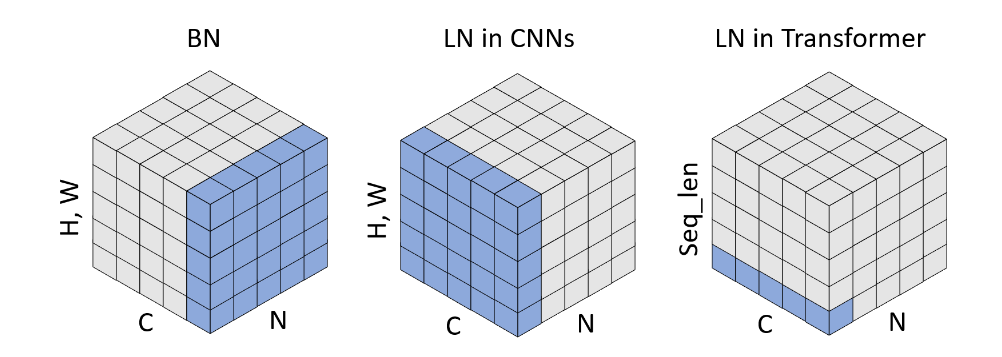 BN
LN in CNNs
LN in Transformer
H, W
C
N
H, W
C
N
Seq_len
C
N